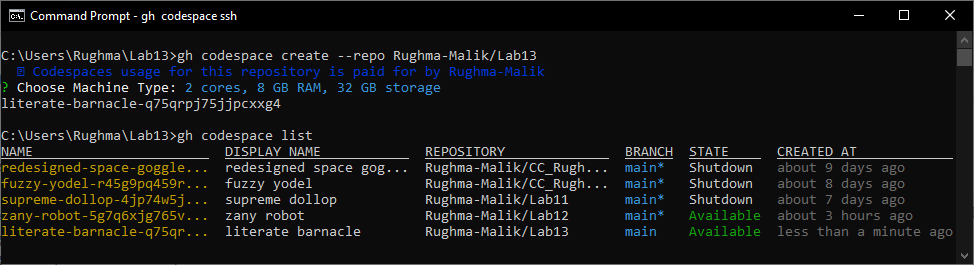 Command Prompt - gh  codespace ssh
C:\Users\Rughma\Lab13>gh codespace create --repo Rughma-Malik/Lab13
Codespaces usage for this repository is paid for by Rughma-Malik
? Choose Machine Type: 2 cores, 8 GB RAM, 32 GB storage
literate-barnacle-q75qrpj75jjpcxxg4
C:\Users\Rughma\Lab13>gh codespace list
NAME DISPLAY NAME REPOSITORY BRANCH STATE CREATED AT
redesigned-space-goggle... redesigned space gog... Rughma-Malik/CC_Rugh... main* Shutdown about 9 days ago
fuzzy-yodel-r45g9pq459r... fuzzy yodel Rughma-Malik/CC_Rugh... main* Shutdown about 8 days ago
supreme-dollop-4jp74w5j... supreme dollop Rughma-Malik/Lab11 main* Shutdown about 7 days ago
zany-robot-5g7q6xjg765v... zany robot Rughma-Malik/Lab12 main* Available about 3 hours ago
literate-barnacle-q75qr... literate barnacle Rughma-Malik/Lab13 main Available less than a minute ago